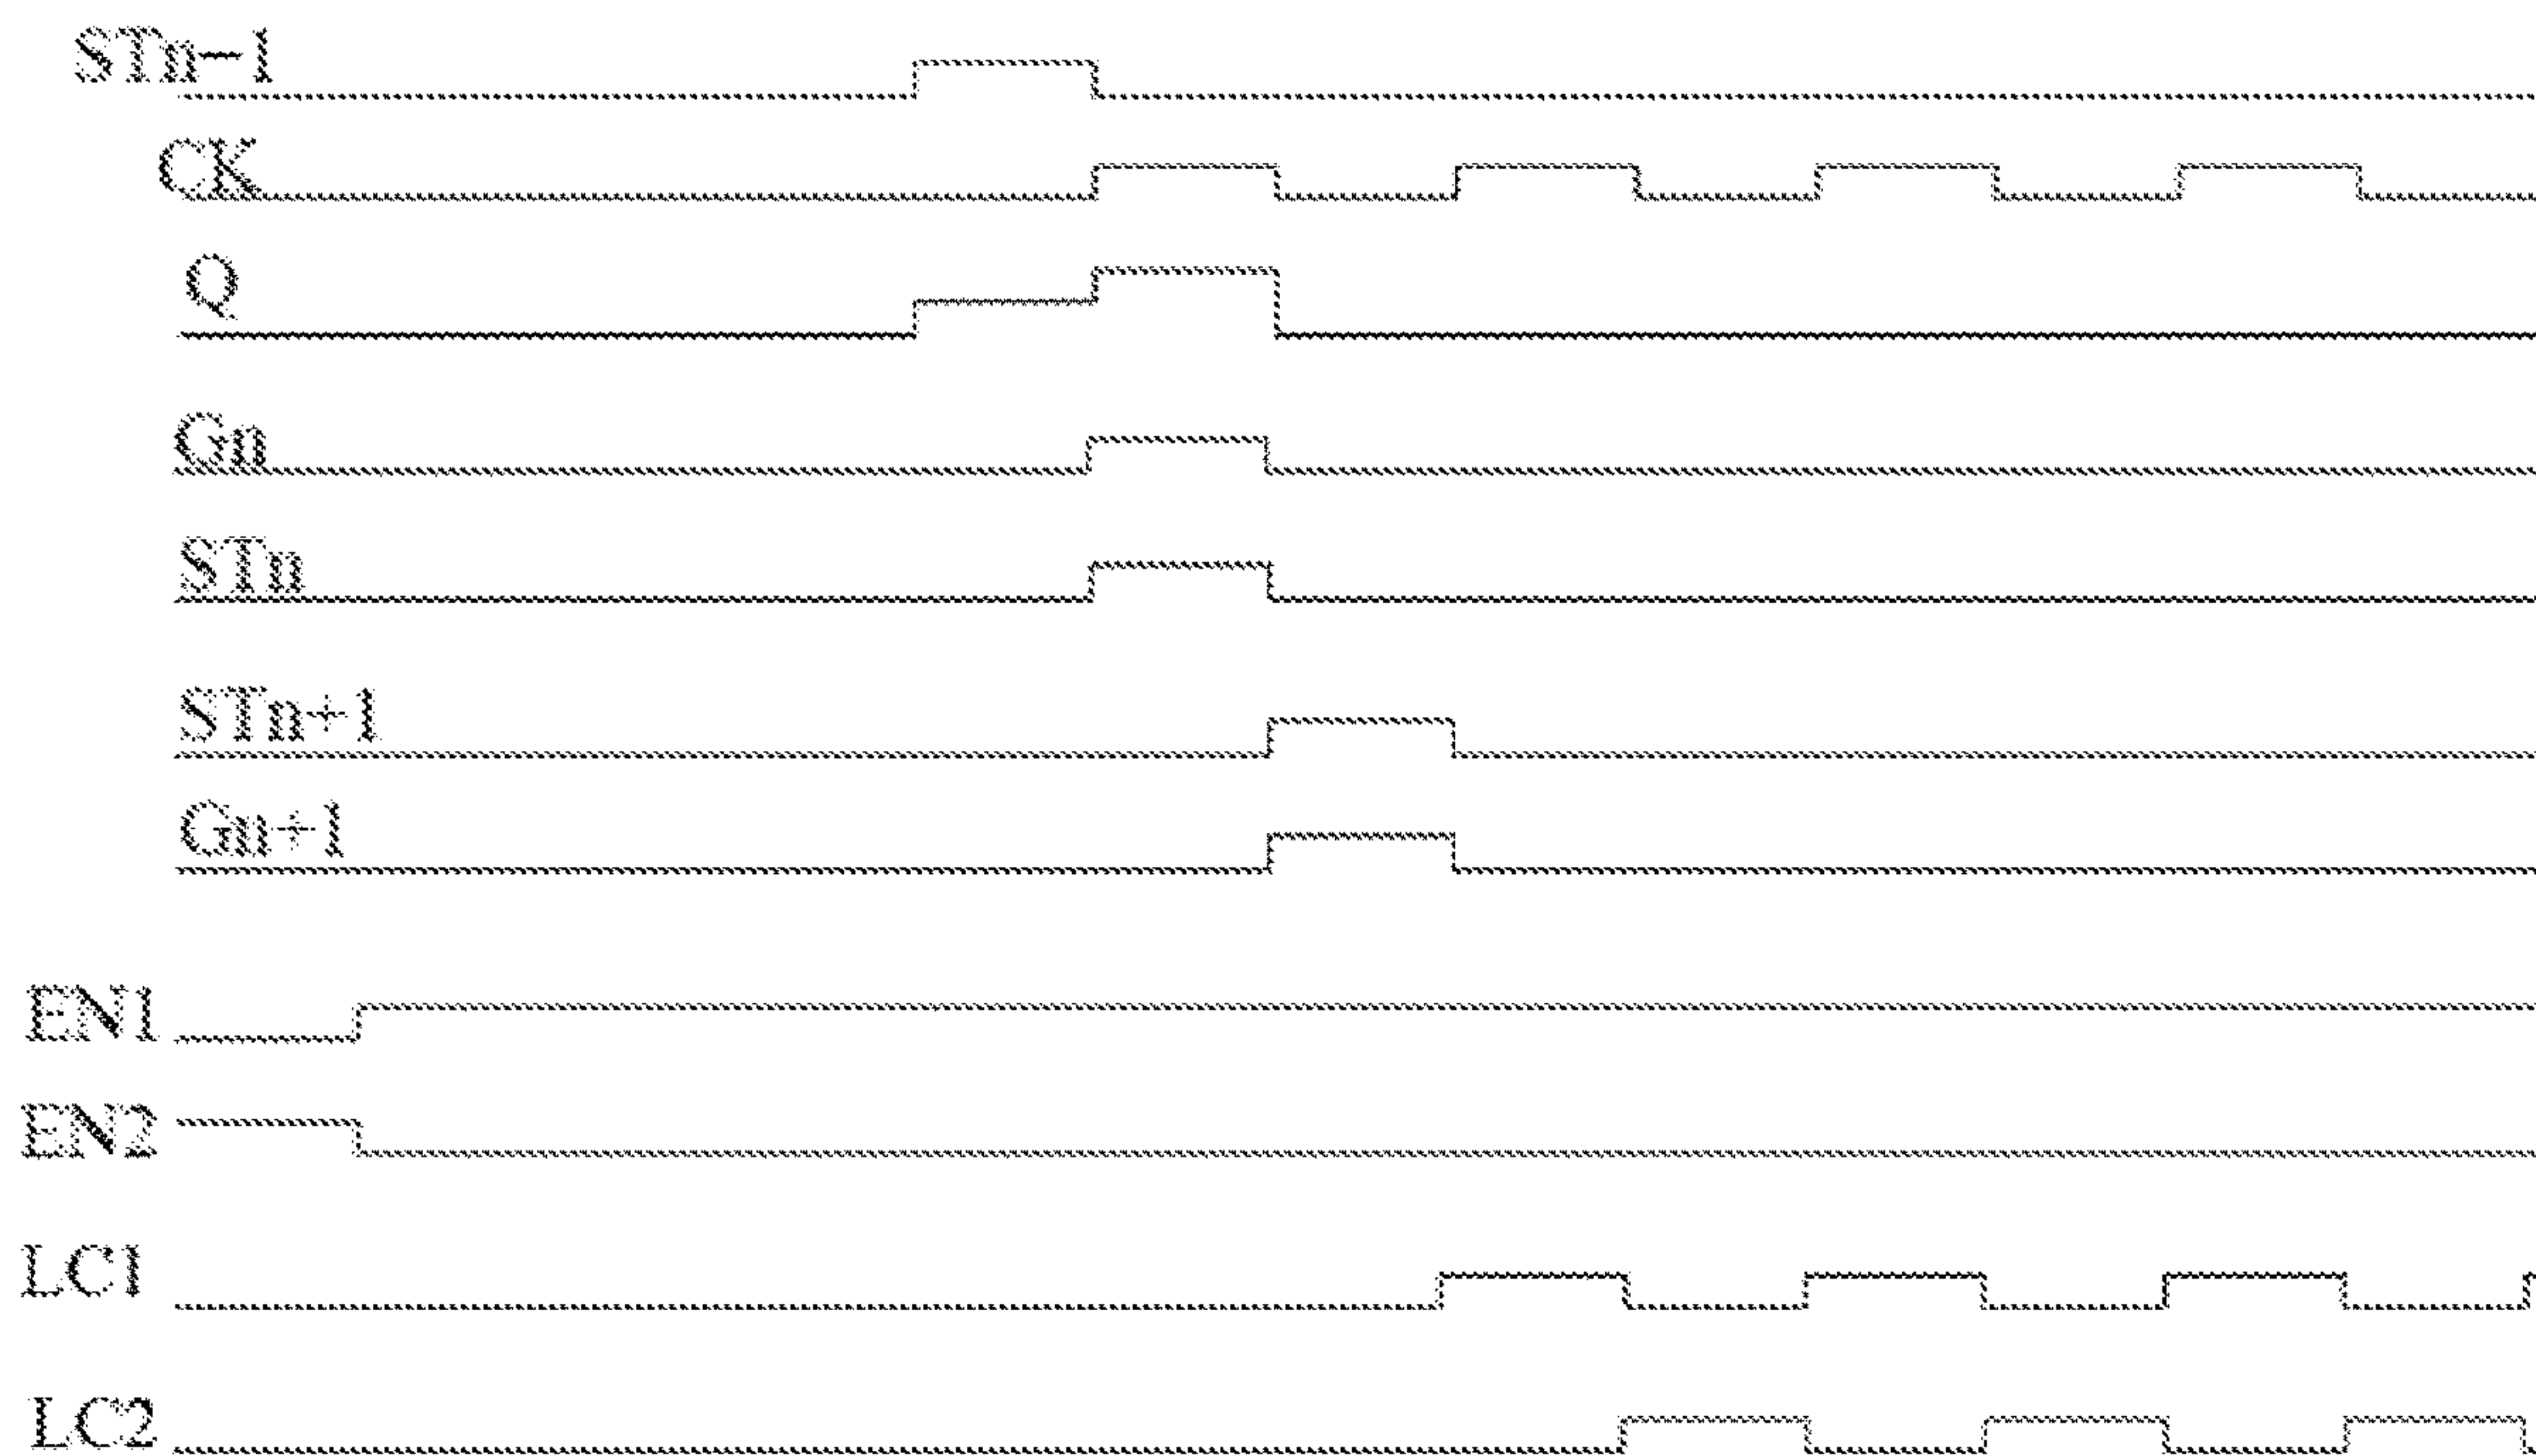 STn-1
CK
Q
Gn
STn
STn+1
Gn+1
EN1
EN2
LC1
LC2